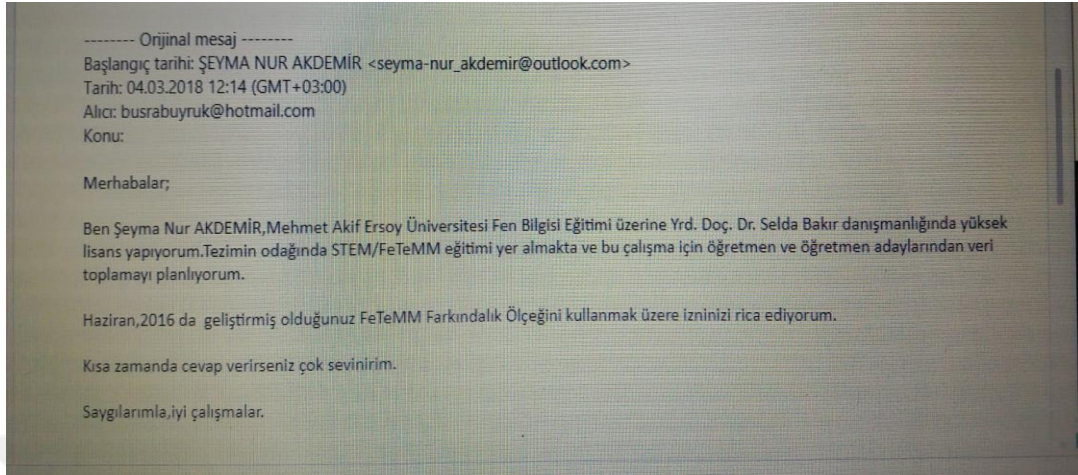 -------- Orijinal mesaj --------
Başlangıç tarihi: ŞEYMA NUR AKDEMİR <seyma-nur_akdemir@outlook.com>
Tarih: 04.03.2018 12:14 (GMT+03:00)
Alıcı: busrabuyruk@hotmail.com
Konu:
Merhabalar;
Ben Şeyma Nur AKDEMİR,Mehmet Akif Ersoy Üniversitesi Fen Bilgisi Eğitimi üzerine Yrd. Doç. Dr. Selda Bakır danışmanlığında yüksek
lisans yapıyorum.Tezimin odağında STEM/FeTeMM eğitimi yer almakta ve bu çalışma için öğretmen ve öğretmen adaylarından veri
toplamayı planlıyorum.
Haziran,2016 da  geliştirmiş olduğunuz FeTeMM Farkındalık Ölçeğini kullanmak üzere izninizi rica ediyorum.
Kısa zamanda cevap verirseniz çok sevinirim.
Saygılarımla,iyi çalışmalar.